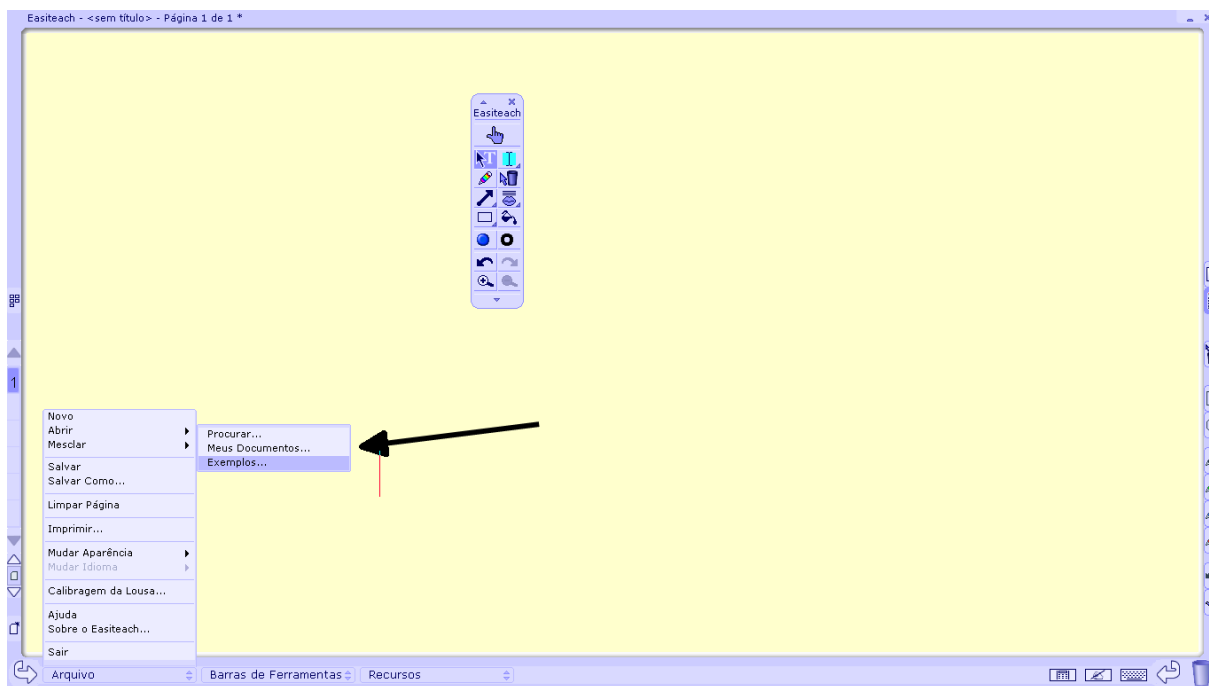 Easiteach - <sem título> - Página 1 de 1 *
Easiteach
T
1
Novo
Abrir
Mesclar
Salvar
Salvar Como...
Limpar Página
Imprimir...
Mudar Aparência
Mudar Idioma
Calibragem da Lousa...
Ajuda
Sobre o Easiteach...
Sair
Procurar...
Meus Documentos...
Exemplos...
Arquivo
Barras de Ferramentas
Recursos